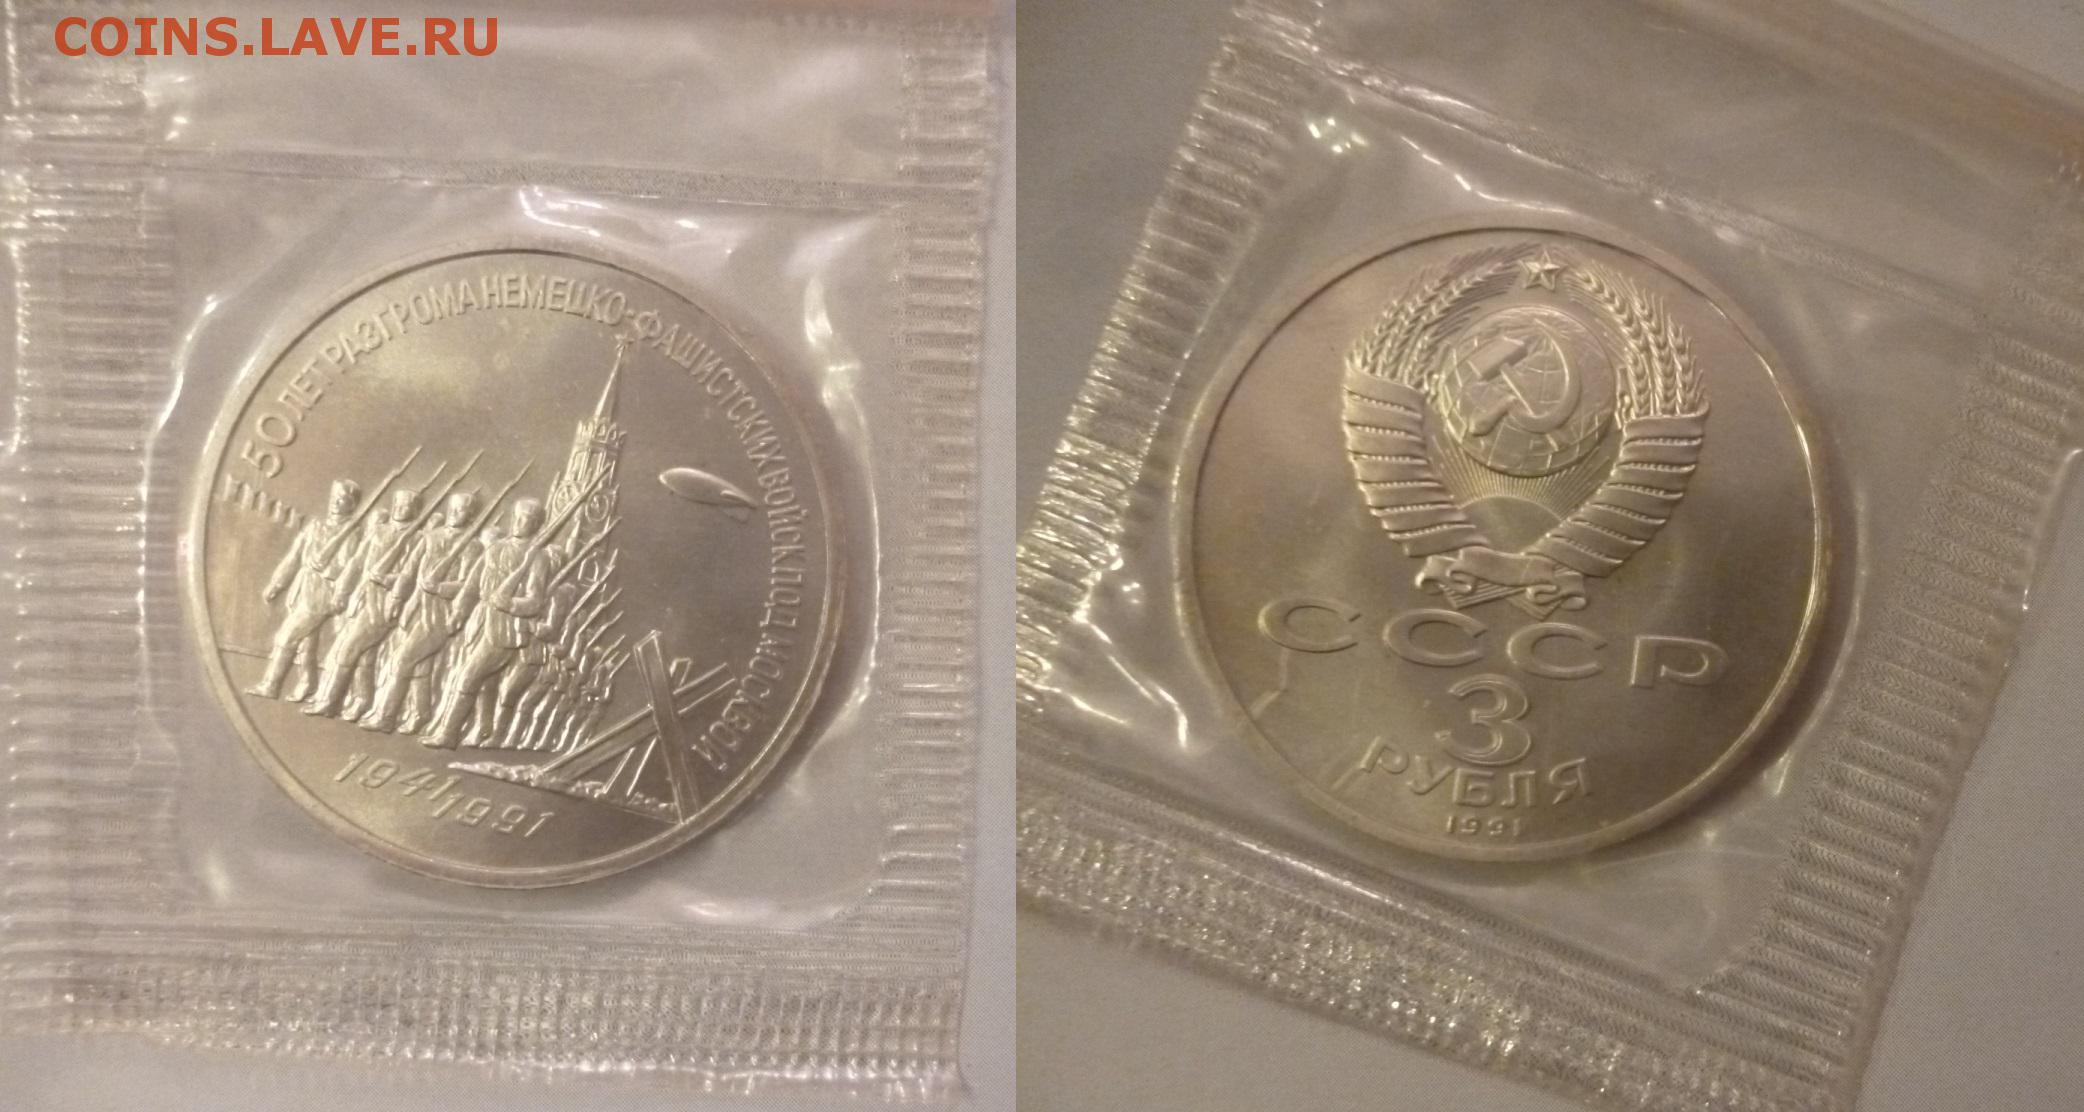 COINS.LAVE.RU
50 ЛЕТ РАЗГРОМА НЕМЕЦКО-ФАШИСТСКИХ ВОЙСК ПОД МОСКВОЙ
1941/1991
СССР
3
РУБЛЯ
1991